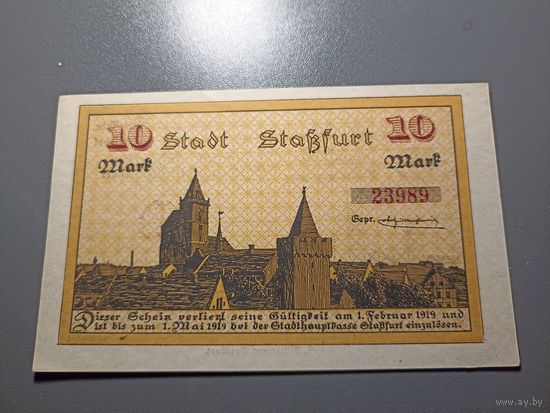 10 Stadt Staßfurt 10
Mark Mark
23989
Gepr.
Dieser Schein verliert seine Gültigkeit am 1. Februar 1919 und
ist bis zum 1. Mai 1919 bei der Stadthauptkasse Staßfurt einzulösen.
www.ay.by